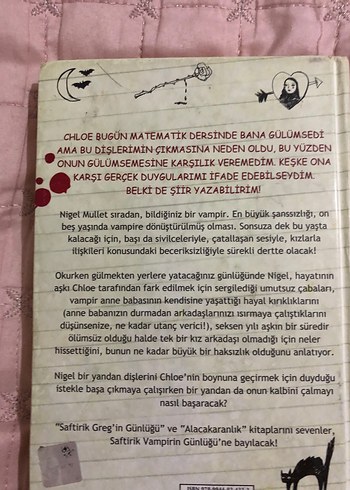 CHLOE BUGÜN MATEMATİK DERSİNDE BANA GÜLÜMSEDİ
AMA BU DİŞLERİMİN ÇIKMASINA NEDEN OLDU, BU YÜZDEN
ONUN GÜLÜMSEMESİNE KARŞILIK VEREMEDİM. KEŞKE ONA
KARŞI GERÇEK DUYGULARIMI İFADE EDEBİLSEYDİM.
BELKİ DE ŞİİR YAZABİLİRİM!
Nigel Mullet sıradan, bildiğiniz bir vampir. En büyük şanssızlığı, on
beş yaşında vampire dönüştürülmüş olması. Sonsuza dek bu yaşta
kalacağı için, başı da sivilceleriyle, çatallaşan sesiyle, kızlarla
ilişkileri konusundaki beceriksizliğiyle sürekli dertte olacak!
Okurken gülmekten yerlere yatacağınız günlüğünde Nigel, hayatının
aşkı Chloe tarafından fark edilmek için sergilediği umutsuz çabaları,
vampir anne babasının kendisine yaşattığı hayal kırıklıklarını
(anne babanızın durmadan arkadaşlarınızı ısırmaya çalıştıklarını
düşünsenize, ne kadar utanç verici!), seksen yılı aşkın bir süredir
ölümsüz olduğu halde tek bir kız arkadaşı olmadığı için neler
hissettiğini, bunun ne kadar büyük bir haksızlık olduğunu anlatıyor.
Nigel bir yandan dişlerini Chloe'nin boynuna geçirmek için duyduğu
istekle başa çıkmaya çalışırken bir yandan da onun kalbini çalmayı
nasıl başaracak?
"Saftirik Greg'in Günlüğü" ve "Alacakaranlık" kitaplarını sevenler,
Saftirik Vampirin Günlüğü'ne bayılacak!